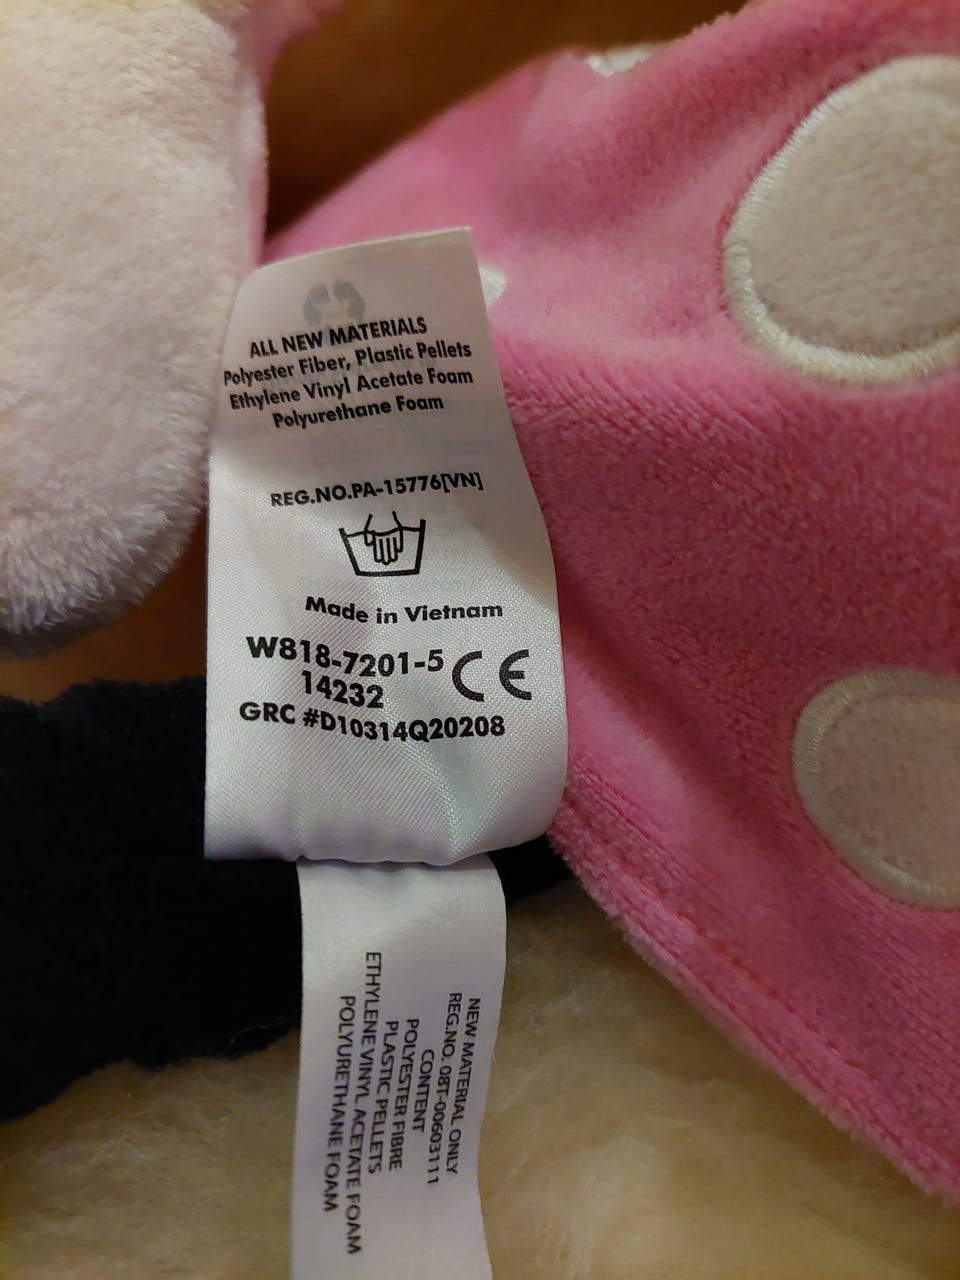 ALL NEW MATERIALS
Polyester Fiber, Plastic Pellets
Ethylene Vinyl Acetate Foam
Polyurethane Foam
REG.NO.PA-15776[VN]
Made in Vietnam
W818-7201-5
14232
CE
GRC #D10314Q20208
NEW MATERIAL ONLY
REG.NO. 08T-00603111
CONTENT
POLYESTER FIBRE
PLASTIC PELLETS
ETHYLENE VINYL ACETATE FOAM
POLYURETHANE FOAM